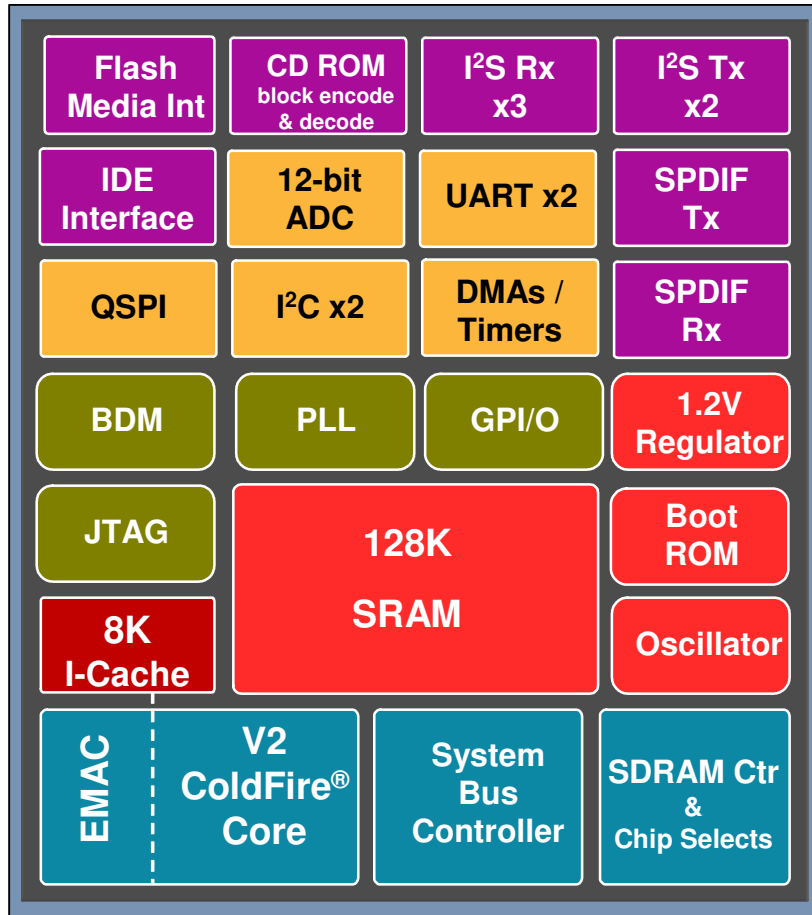 Flash
Media Int
CD ROM
block encode
& decode
I²S Rx
x3
I²S Tx
x2
IDE
Interface
12-bit
ADC
UART x2
SPDIF
Tx
QSPI
I²C x2
DMAs /
Timers
SPDIF
Rx
BDM
PLL
GPI/O
1.2V
Regulator
JTAG
128K
SRAM
Boot
ROM
8K
I-Cache
Oscillator
EMAC
V2
ColdFire®
Core
System
Bus
Controller
SDRAM Ctr
&
Chip Selects